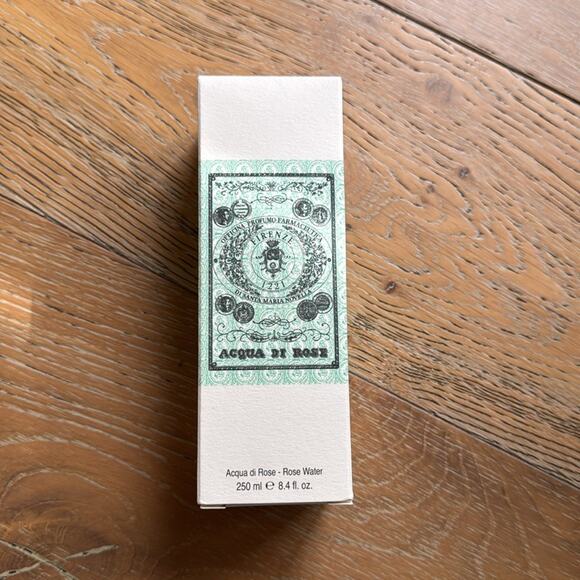 OFFICINA PROFUMO FARMACEUTICA
FIRENZE
1221
DI SANTA MARIA NOVELLA
ACQUA DI ROSE
Acqua di Rose - Rose Water
250 ml ℮ 8.4 fl. oz.